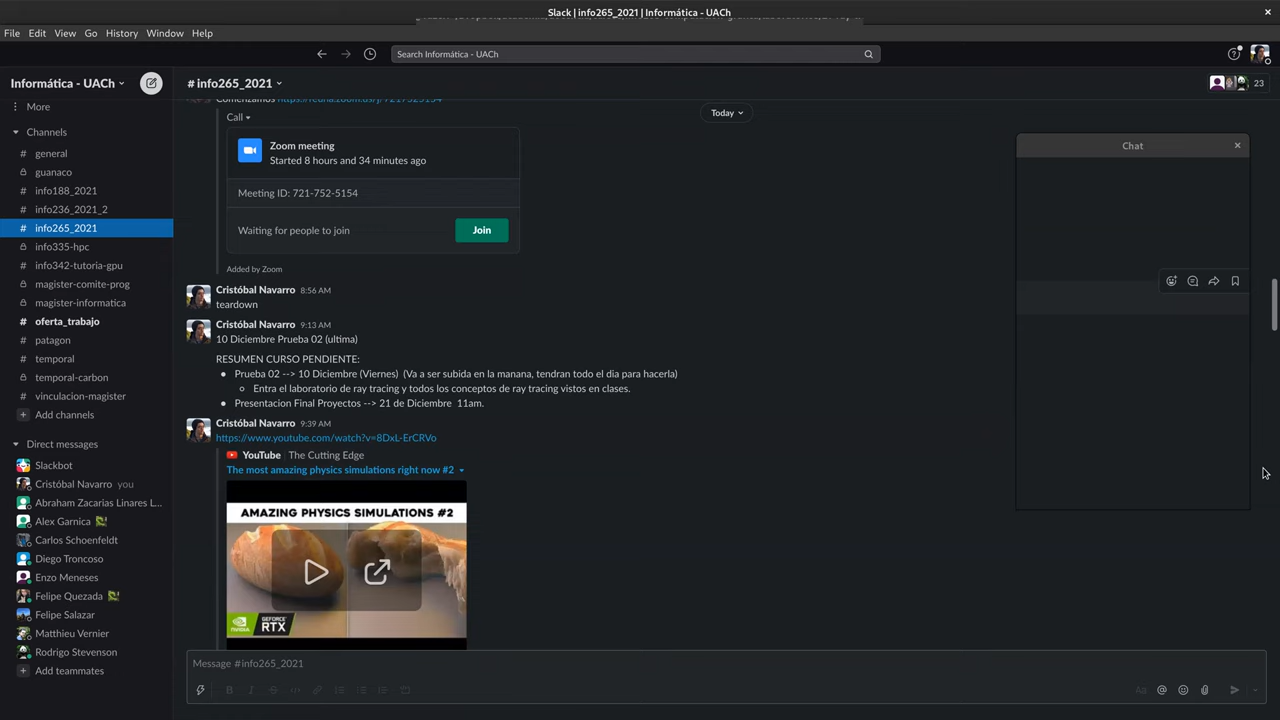 Slack | info265_2021 | Informática - UACh
File Edit View Go History Window Help
Search Informática - UACh
Informática - UACh
# info265_2021
23
More
Channels
# general
guanaco
# info188_2021
# info236_2021_2
# info265_2021
info335-hpc
# info342-tutoria-gpu
magister-comite-prog
magister-informatica
# oferta_trabajo
# patagon
# temporal
temporal-carbon
# vinculacion-magister
Add channels
Direct messages
Slackbot
Cristóbal Navarro you
Abraham Zacarias Linares L...
Alex Garnica
Carlos Schoenfeldt
Diego Troncoso
Enzo Meneses
Felipe Quezada
Felipe Salazar
Matthieu Vernier
Rodrigo Stevenson
Add teammates
Today
Call
Zoom meeting
Started 8 hours and 34 minutes ago
Meeting ID: 721-752-5154
Waiting for people to join
Join
Added by Zoom
Cristóbal Navarro 8:56 AM
teardown
Cristóbal Navarro 9:13 AM
10 Diciembre Prueba 02 (ultima)
RESUMEN CURSO PENDIENTE:
• Prueba 02 --> 10 Diciembre (Viernes) (Va a ser subida en la manana, tendran todo el dia para hacerla)
◦ Entra el laboratorio de ray tracing y todos los conceptos de ray tracing vistos en clases.
• Presentacion Final Proyectos --> 21 de Diciembre 11am.
Cristóbal Navarro 9:39 AM
https://www.youtube.com/watch?v=8DxL-ErCRVo
YouTube The Cutting Edge
The most amazing physics simulations right now #2
AMAZING PHYSICS SIMULATIONS #2
NVIDIA
GEFORCE
RTX
Message #info265_2021
B I S
Aa
Chat